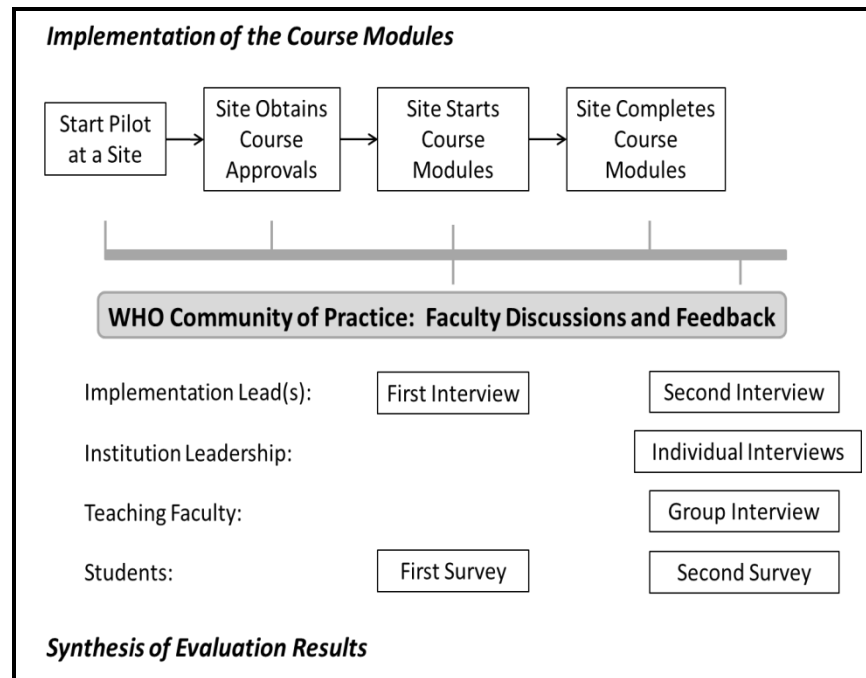 Implementation of the Course Modules
Start Pilot
at a Site
Site Obtains
Course
Approvals
Site Starts
Course
Modules
Site Completes
Course
Modules
WHO Community of Practice: Faculty Discussions and Feedback
Implementation Lead(s): First Interview Second Interview
Institution Leadership: Individual Interviews
Teaching Faculty: Group Interview
Students: First Survey Second Survey
Synthesis of Evaluation Results